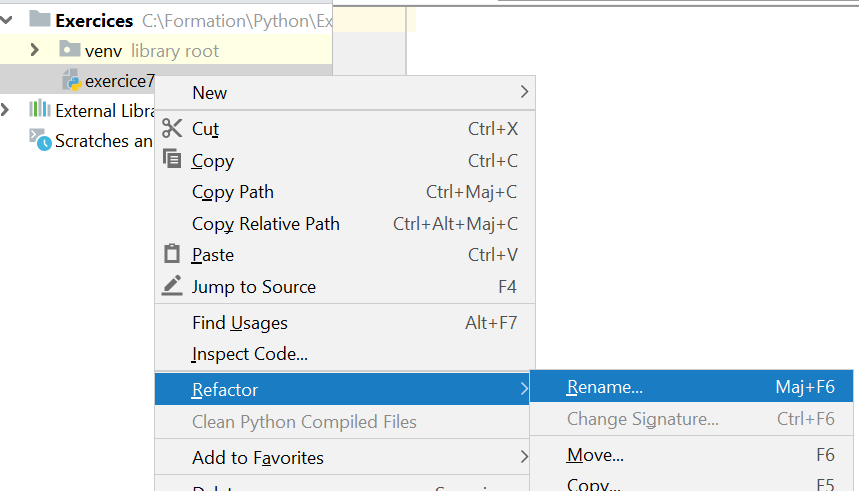 Exercices C:\Formation\Python\Ex
venv library root
exercice7
External Libra
Scratches an
New
Cut Ctrl+X
Copy Ctrl+C
Copy Path Ctrl+Maj+C
Copy Relative Path Ctrl+Alt+Maj+C
Paste Ctrl+V
Jump to Source F4
Find Usages Alt+F7
Inspect Code...
Refactor
Clean Python Compiled Files
Add to Favorites
Rename... Maj+F6
Change Signature... Ctrl+F6
Move... F6
Copy... F5